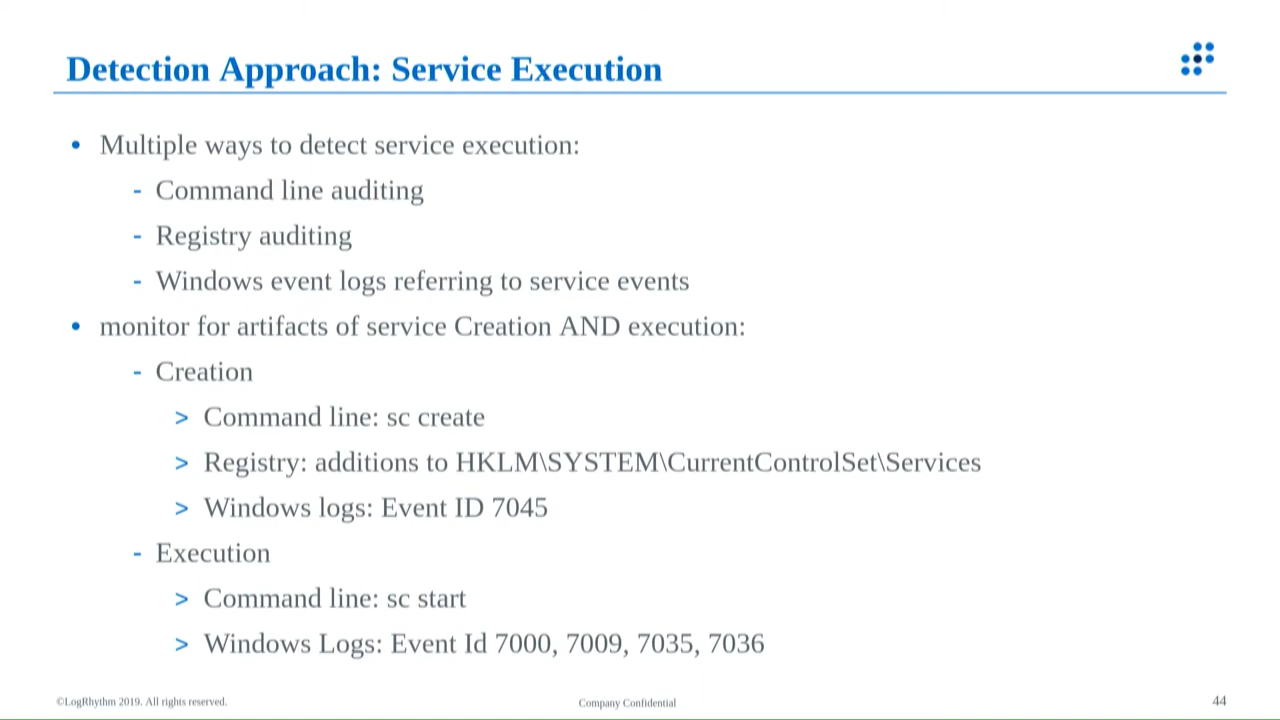 Detection Approach: Service Execution
• Multiple ways to detect service execution:
- Command line auditing
- Registry auditing
- Windows event logs referring to service events
• monitor for artifacts of service Creation AND execution:
- Creation
> Command line: sc create
> Registry: additions to HKLM\SYSTEM\CurrentControlSet\Services
> Windows logs: Event ID 7045
- Execution
> Command line: sc start
> Windows Logs: Event Id 7000, 7009, 7035, 7036
©LogRhythm 2019. All rights reserved.
Company Confidential
44